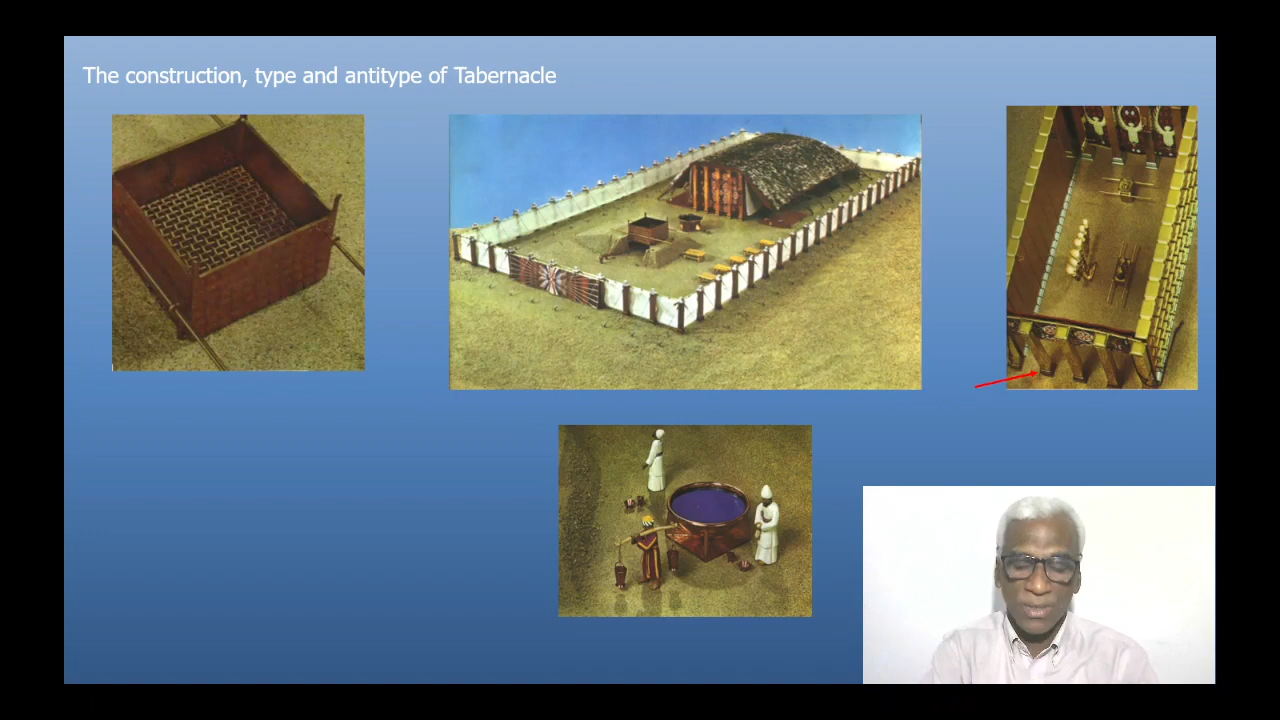 The construction, type and antitype of Tabernacle